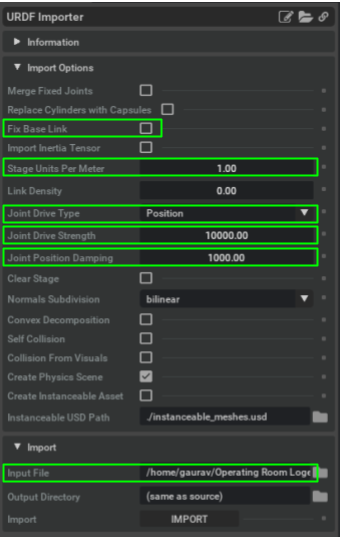 URDF Importer
Information
Import Options
Merge Fixed Joints
Replace Cylinders with Capsules
Fix Base Link
Import Inertia Tensor
Stage Units Per Meter 1.00
Link Density 0.00
Joint Drive Type Position
Joint Drive Strength 10000.00
Joint Position Damping 1000.00
Clear Stage
Normals Subdivision bilinear
Convex Decomposition
Self Collision
Collision From Visuals
Create Physics Scene
Create Instanceable Asset
Instanceable USD Path ./instanceable_meshes.usd
Import
Input File /home/gaurav/Operating Room Loge
Output Directory (same as source)
Import IMPORT